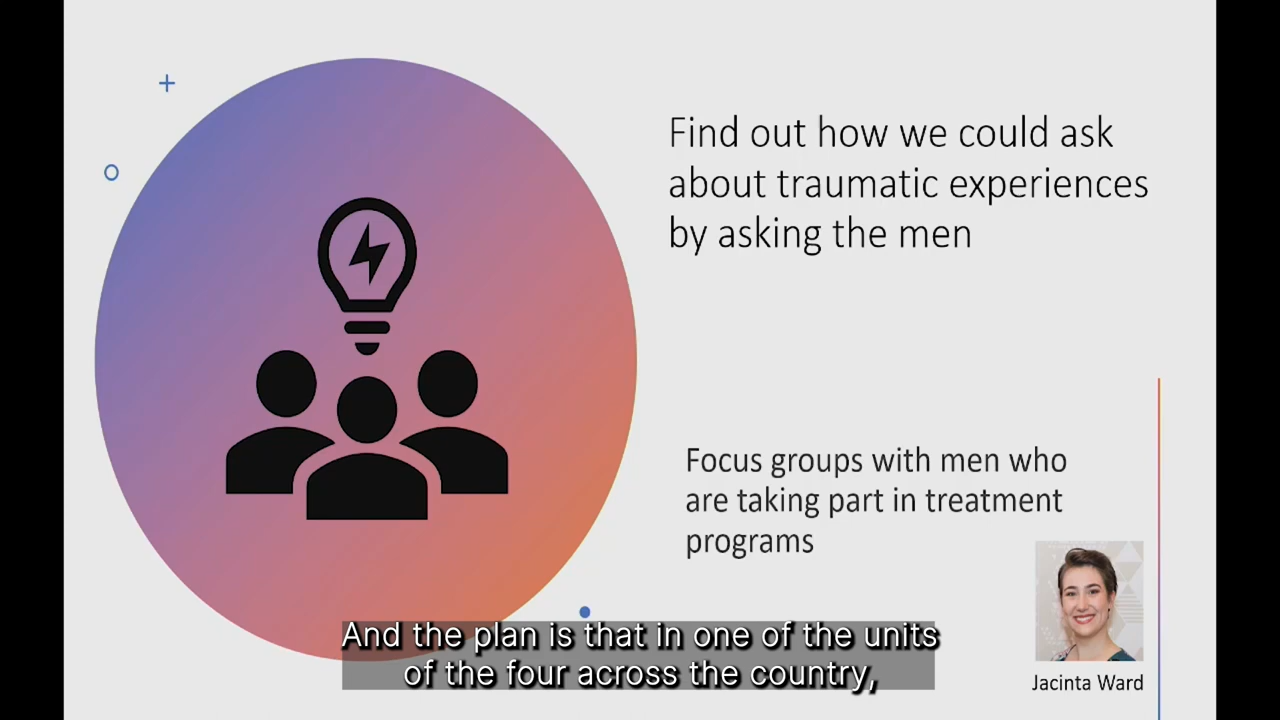 Find out how we could ask
about traumatic experiences
by asking the men
Focus groups with men who
are taking part in treatment
programs
Jacinta Ward
And the plan is that in one of the units
of the four across the country,